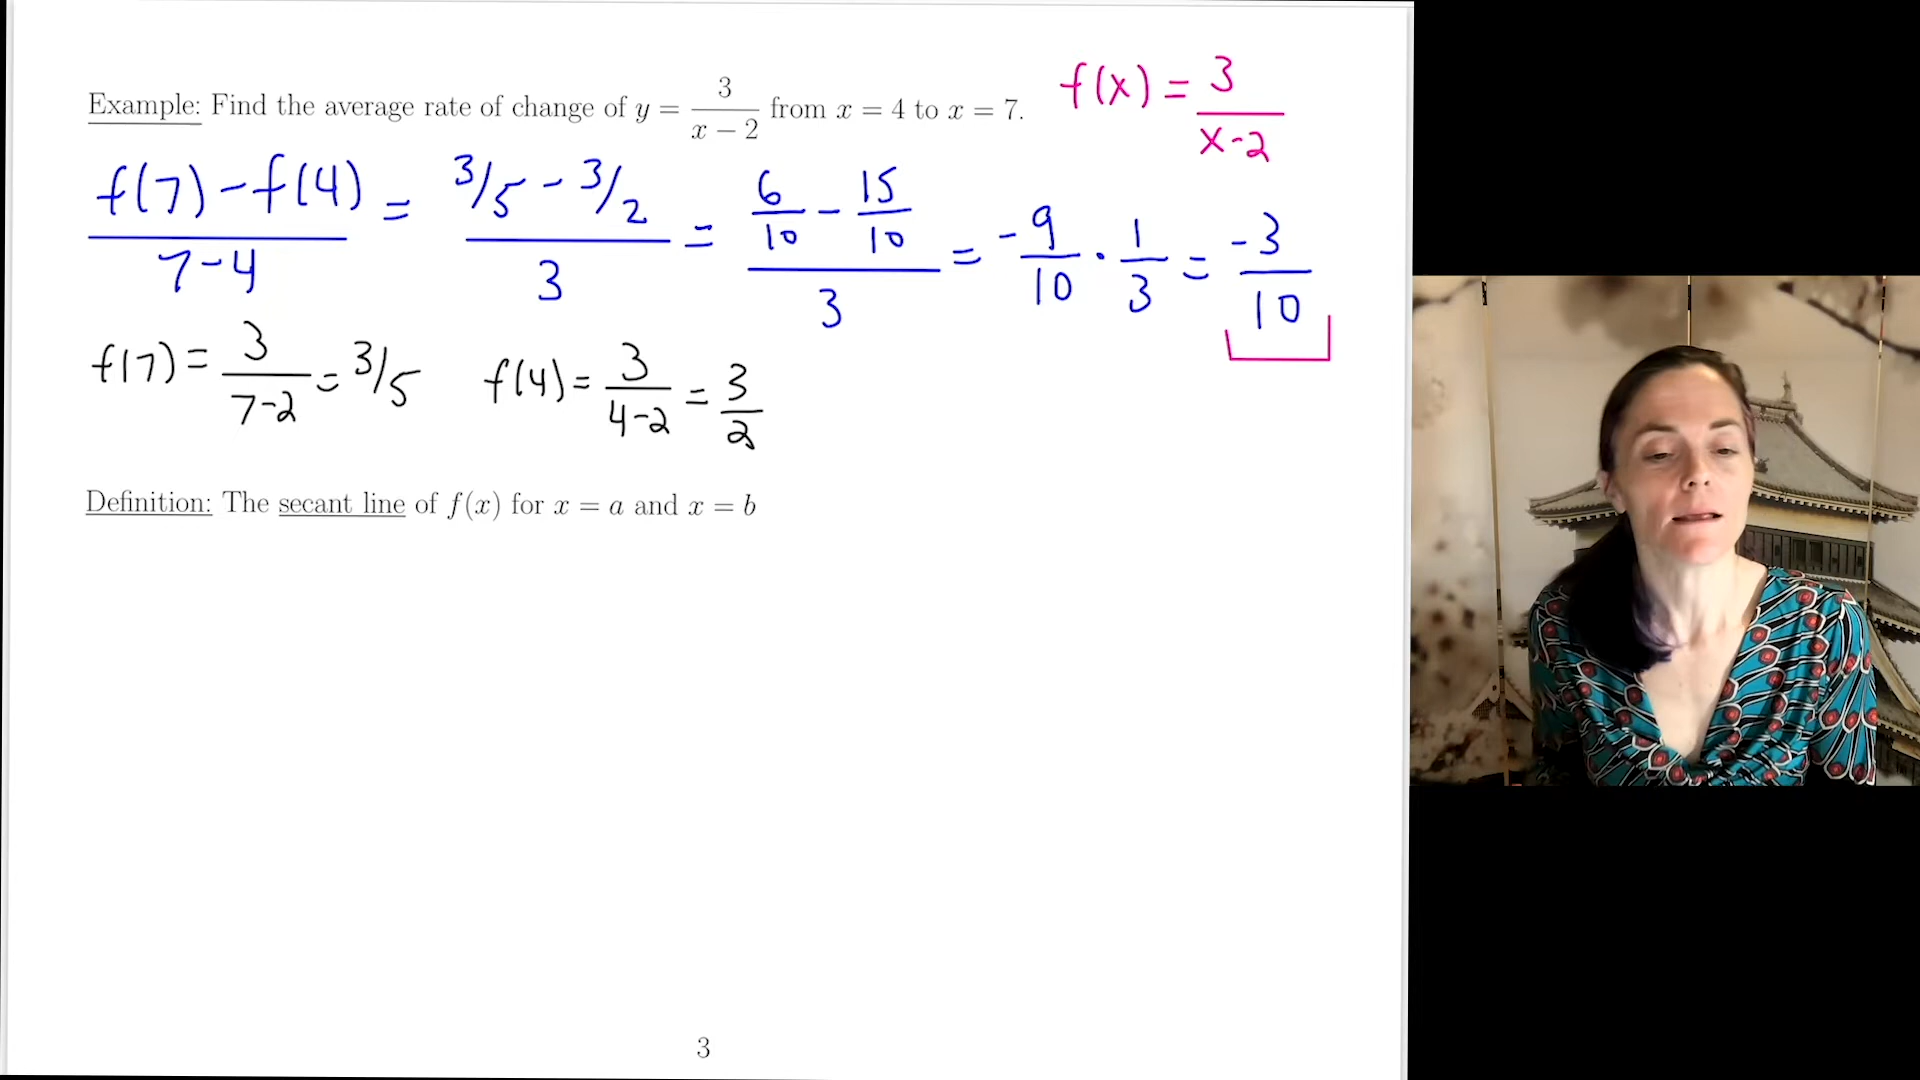 Example: Find the average rate of change of y = 3/(x − 2) from x = 4 to x = 7.
f(x) = 3/(x-2)
(f(7) - f(4))/(7-4) = (3/5 - 3/2)/3 = (6/10 - 15/10)/3 = -9/10 · 1/3 = -3/10
f(7) = 3/(7-2) = 3/5 f(4) = 3/(4-2) = 3/2
Definition: The secant line of f(x) for x = a and x = b
3